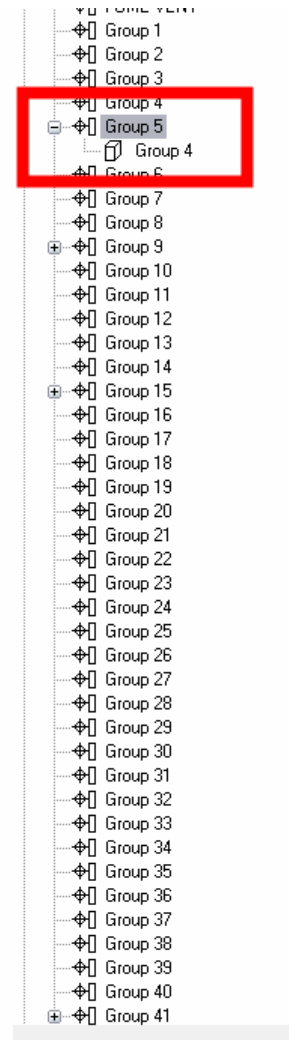 FUME VENT
Group 1
Group 2
Group 3
Group 4
Group 5
Group 4
Group 6
Group 7
Group 8
Group 9
Group 10
Group 11
Group 12
Group 13
Group 14
Group 15
Group 16
Group 17
Group 18
Group 19
Group 20
Group 21
Group 22
Group 23
Group 24
Group 25
Group 26
Group 27
Group 28
Group 29
Group 30
Group 31
Group 32
Group 33
Group 34
Group 35
Group 36
Group 37
Group 38
Group 39
Group 40
Group 41